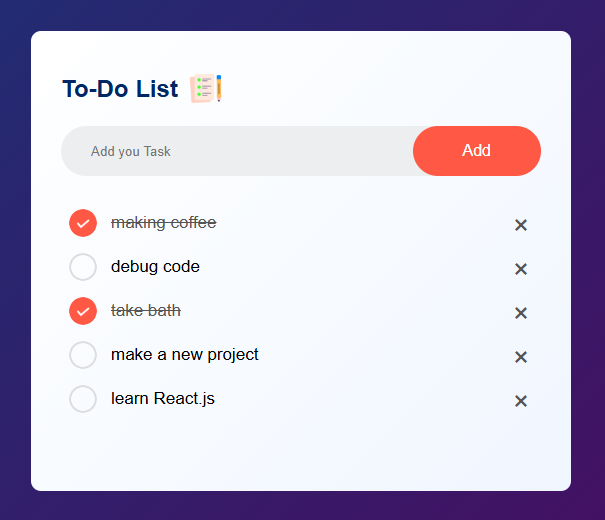 To-Do List
Add you Task
Add
making coffee
debug code
take bath
make a new project
learn React.js